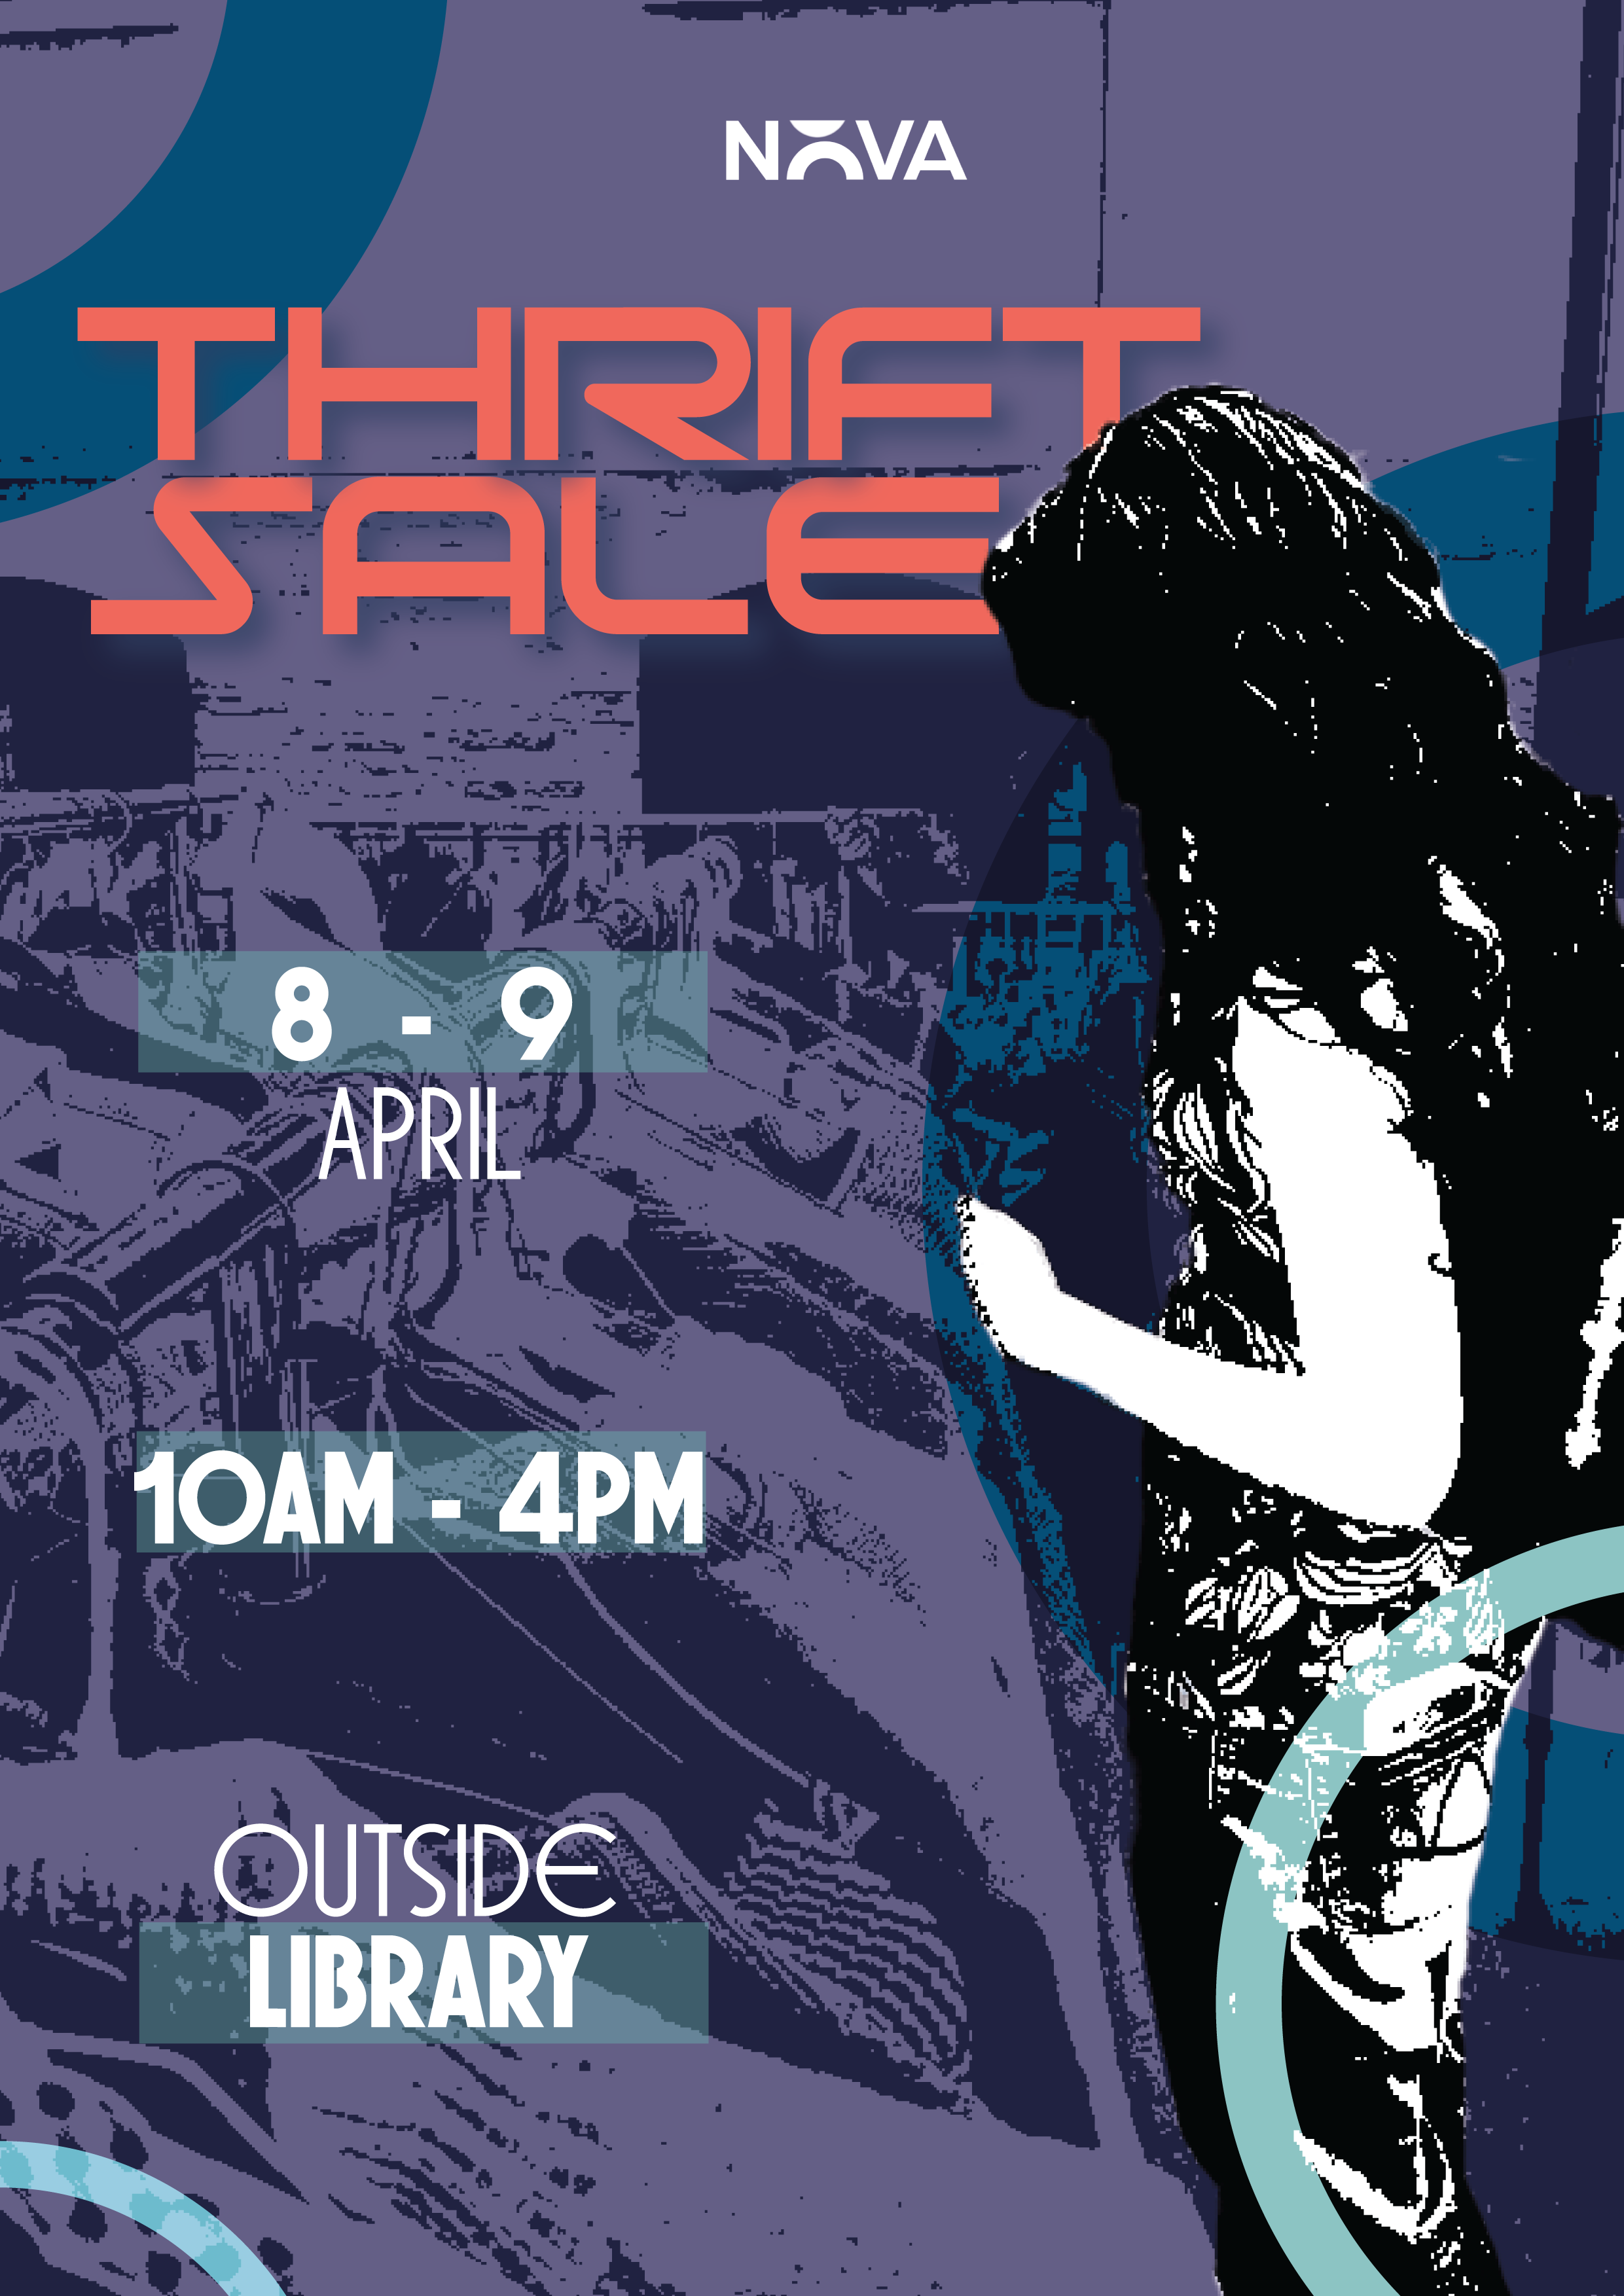 NOVA
THRIFT
SALE
8 - 9
APRIL
10AM - 4PM
OUTSIDE
LIBRARY